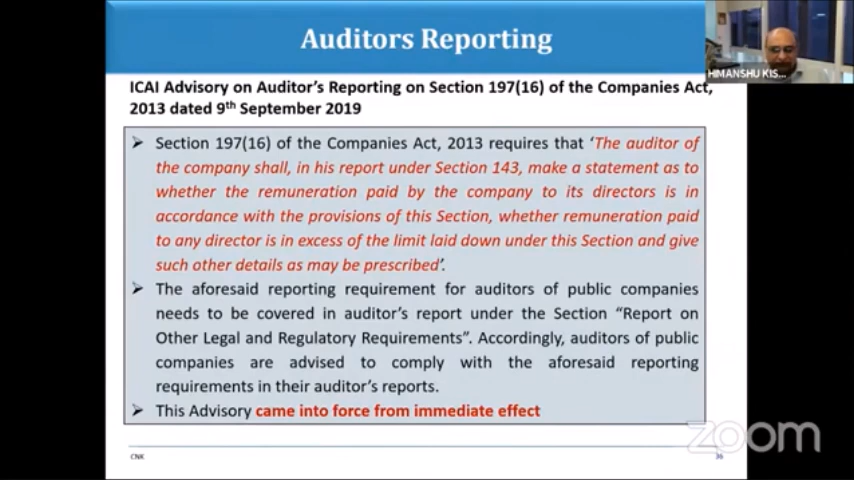 Auditors Reporting
HIMANSHU KIS...
ICAI Advisory on Auditor's Reporting on Section 197(16) of the Companies Act,
2013 dated 9th September 2019
➢ Section 197(16) of the Companies Act, 2013 requires that 'The auditor of
the company shall, in his report under Section 143, make a statement as to
whether the remuneration paid by the company to its directors is in
accordance with the provisions of this Section, whether remuneration paid
to any director is in excess of the limit laid down under this Section and give
such other details as may be prescribed'.
➢ The aforesaid reporting requirement for auditors of public companies
needs to be covered in auditor's report under the Section "Report on
Other Legal and Regulatory Requirements". Accordingly, auditors of public
companies are advised to comply with the aforesaid reporting
requirements in their auditor's reports.
➢ This Advisory came into force from immediate effect
zoom
CNK
36